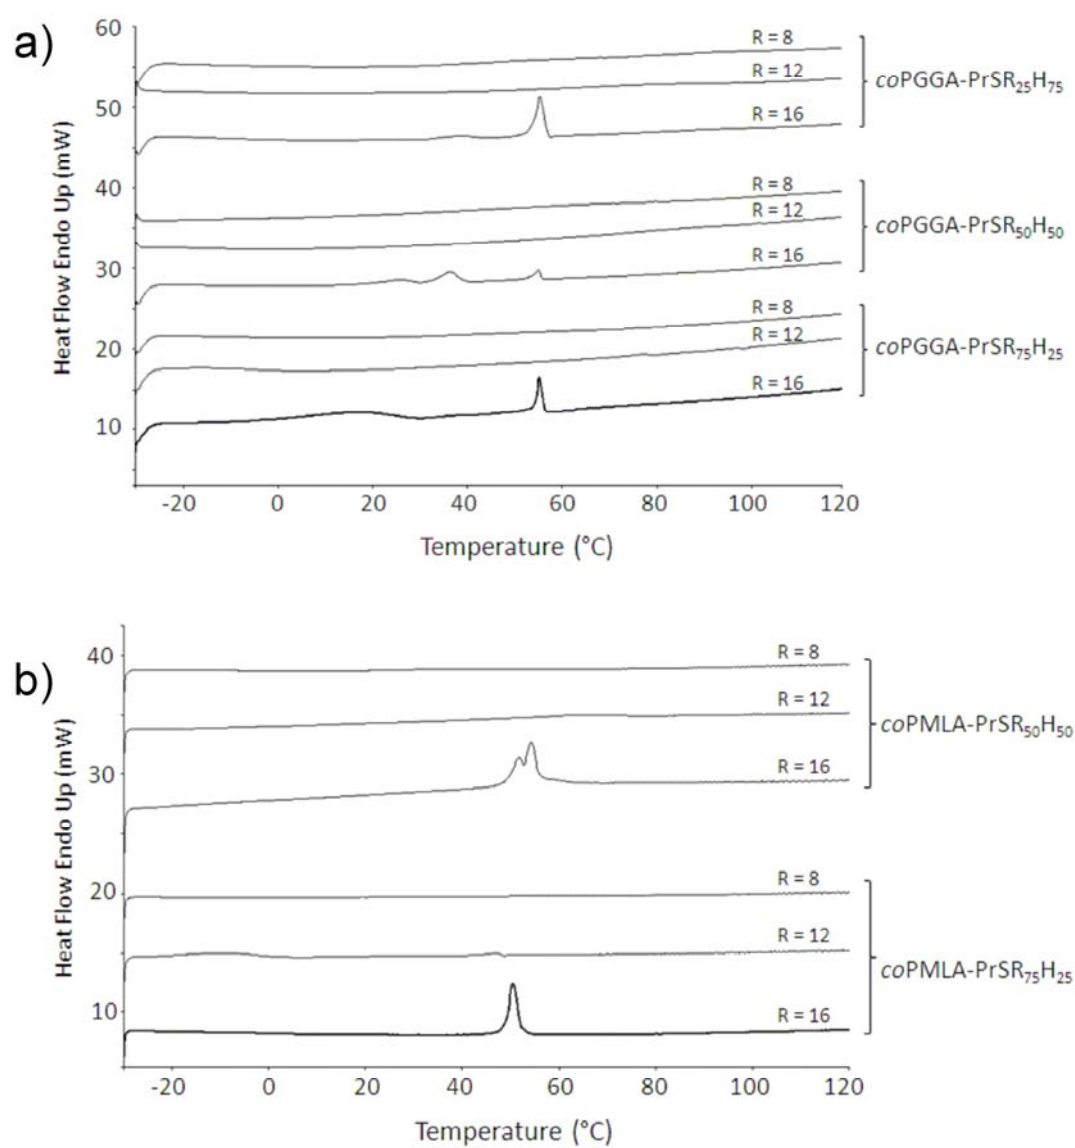 a)
Heat Flow Endo Up (mW)
60
50
40
30
20
10
R = 8
R = 12
R = 16
coPGGA-PrSR₂₅H₇₅
R = 8
R = 12
R = 16
coPGGA-PrSR₅₀H₅₀
R = 8
R = 12
R = 16
coPGGA-PrSR₇₅H₂₅
-20 0 20 40 60 80 100 120
Temperature (°C)
b)
Heat Flow Endo Up (mW)
40
30
20
10
R = 8
R = 12
R = 16
coPMLA-PrSR₅₀H₅₀
R = 8
R = 12
R = 16
coPMLA-PrSR₇₅H₂₅
-20 0 20 40 60 80 100 120
Temperature (°C)